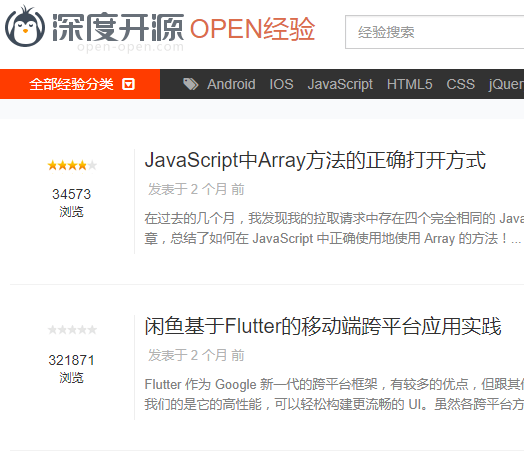 深度开源 OPEN经验
open-open.com
经验搜索
全部经验分类 Android IOS JavaScript HTML5 CSS jQuer
JavaScript中Array方法的正确打开方式
发表于 2 个月 前
34573
浏览
在过去的几个月，我发现我的拉取请求中存在四个完全相同的 Java
章，总结了如何在 JavaScript 中正确使用地使用 Array 的方法！...
闲鱼基于Flutter的移动端跨平台应用实践
发表于 2 个月 前
321871
浏览
Flutter 作为 Google 新一代的跨平台框架，有较多的优点，但跟其他
我们的是它的高性能，可以轻松构建更流畅的 UI。虽然各跨平台方